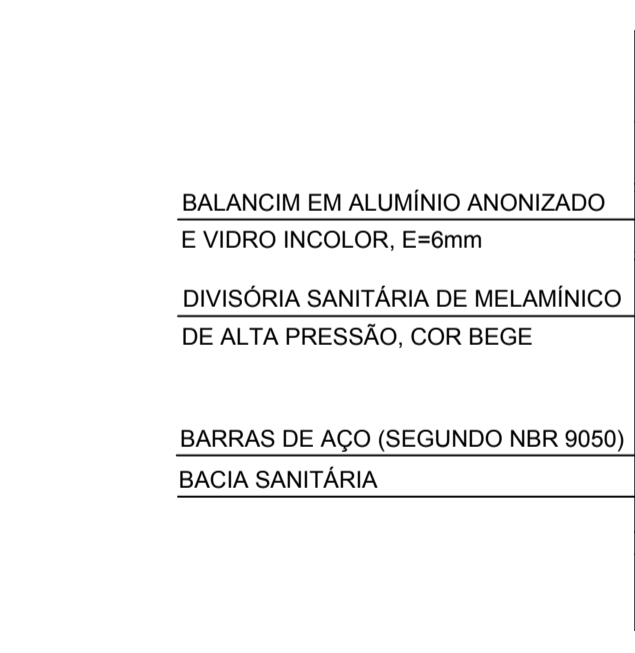 BALANCIM EM ALUMÍNIO ANONIZADO
E VIDRO INCOLOR, E=6mm
DIVISÓRIA SANITÁRIA DE MELAMÍNICO
DE ALTA PRESSÃO, COR BEGE
BARRAS DE AÇO (SEGUNDO NBR 9050)
BACIA SANITÁRIA